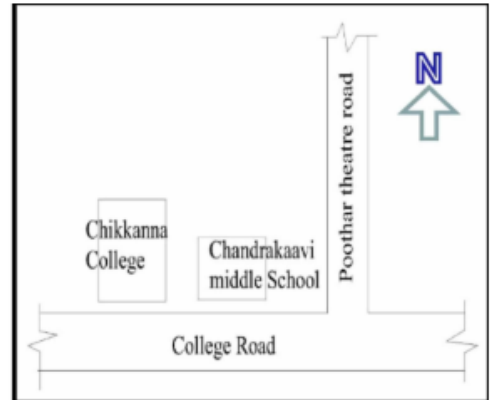 N
Poothar theatre road
Chikkanna
College
Chandrakaavi
middle School
College Road